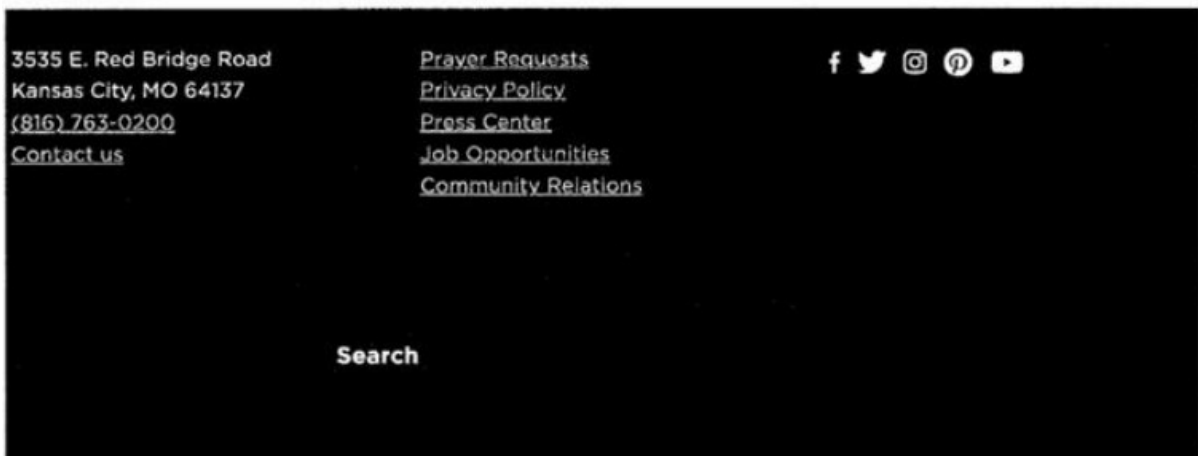 3535 E. Red Bridge Road
Kansas City, MO 64137
(816) 763-0200
Contact us
Prayer Requests
Privacy Policy
Press Center
Job Opportunities
Community Relations
Search